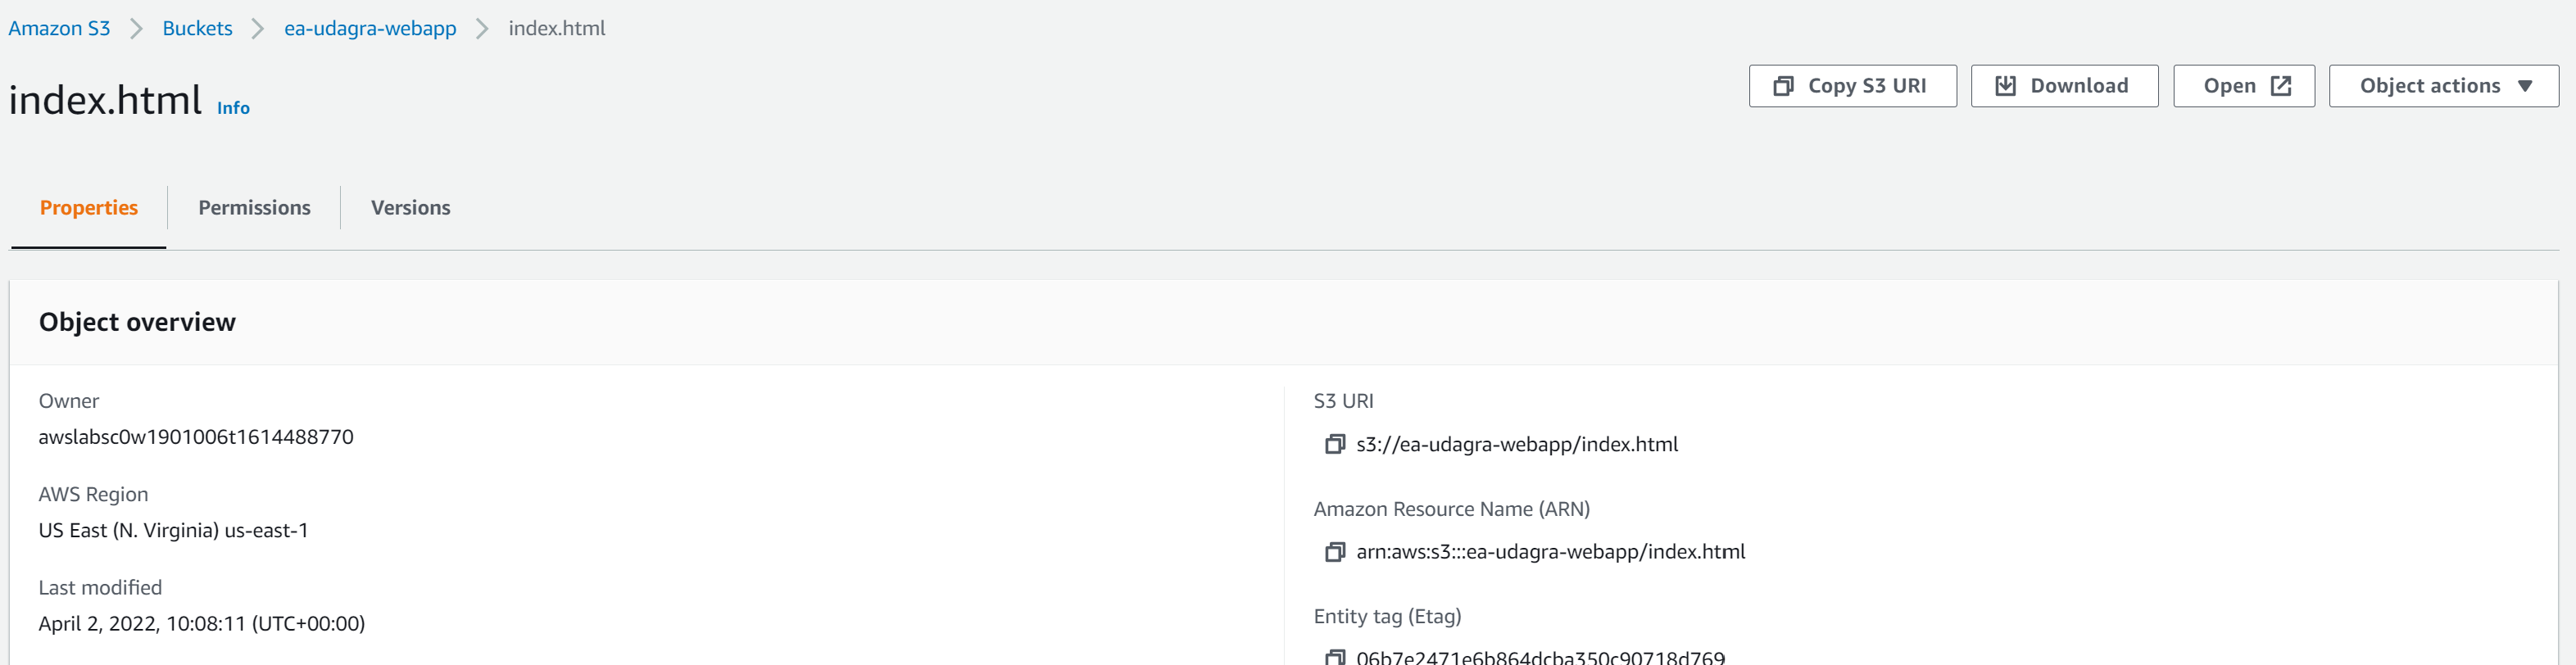 Amazon S3 Buckets ea-udagra-webapp index.html
index.html Info
Copy S3 URI Download Open Object actions
Properties Permissions Versions
Object overview
Owner
awslabsc0w1901006t1614488770
AWS Region
US East (N. Virginia) us-east-1
Last modified
April 2, 2022, 10:08:11 (UTC+00:00)
S3 URI
s3://ea-udagra-webapp/index.html
Amazon Resource Name (ARN)
arn:aws:s3:::ea-udagra-webapp/index.html
Entity tag (Etag)
06b7e2471e6b864dcba350c90718d769